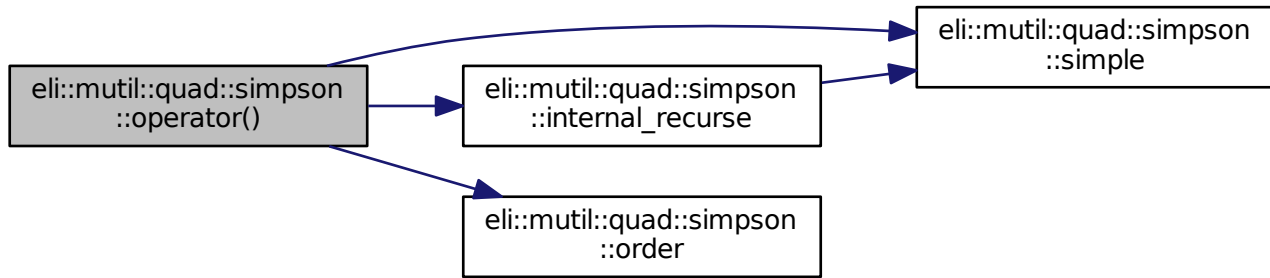 eli::mutil::quad::simpson
::operator()
eli::mutil::quad::simpson
::internal_recurse
eli::mutil::quad::simpson
::simple
eli::mutil::quad::simpson
::order